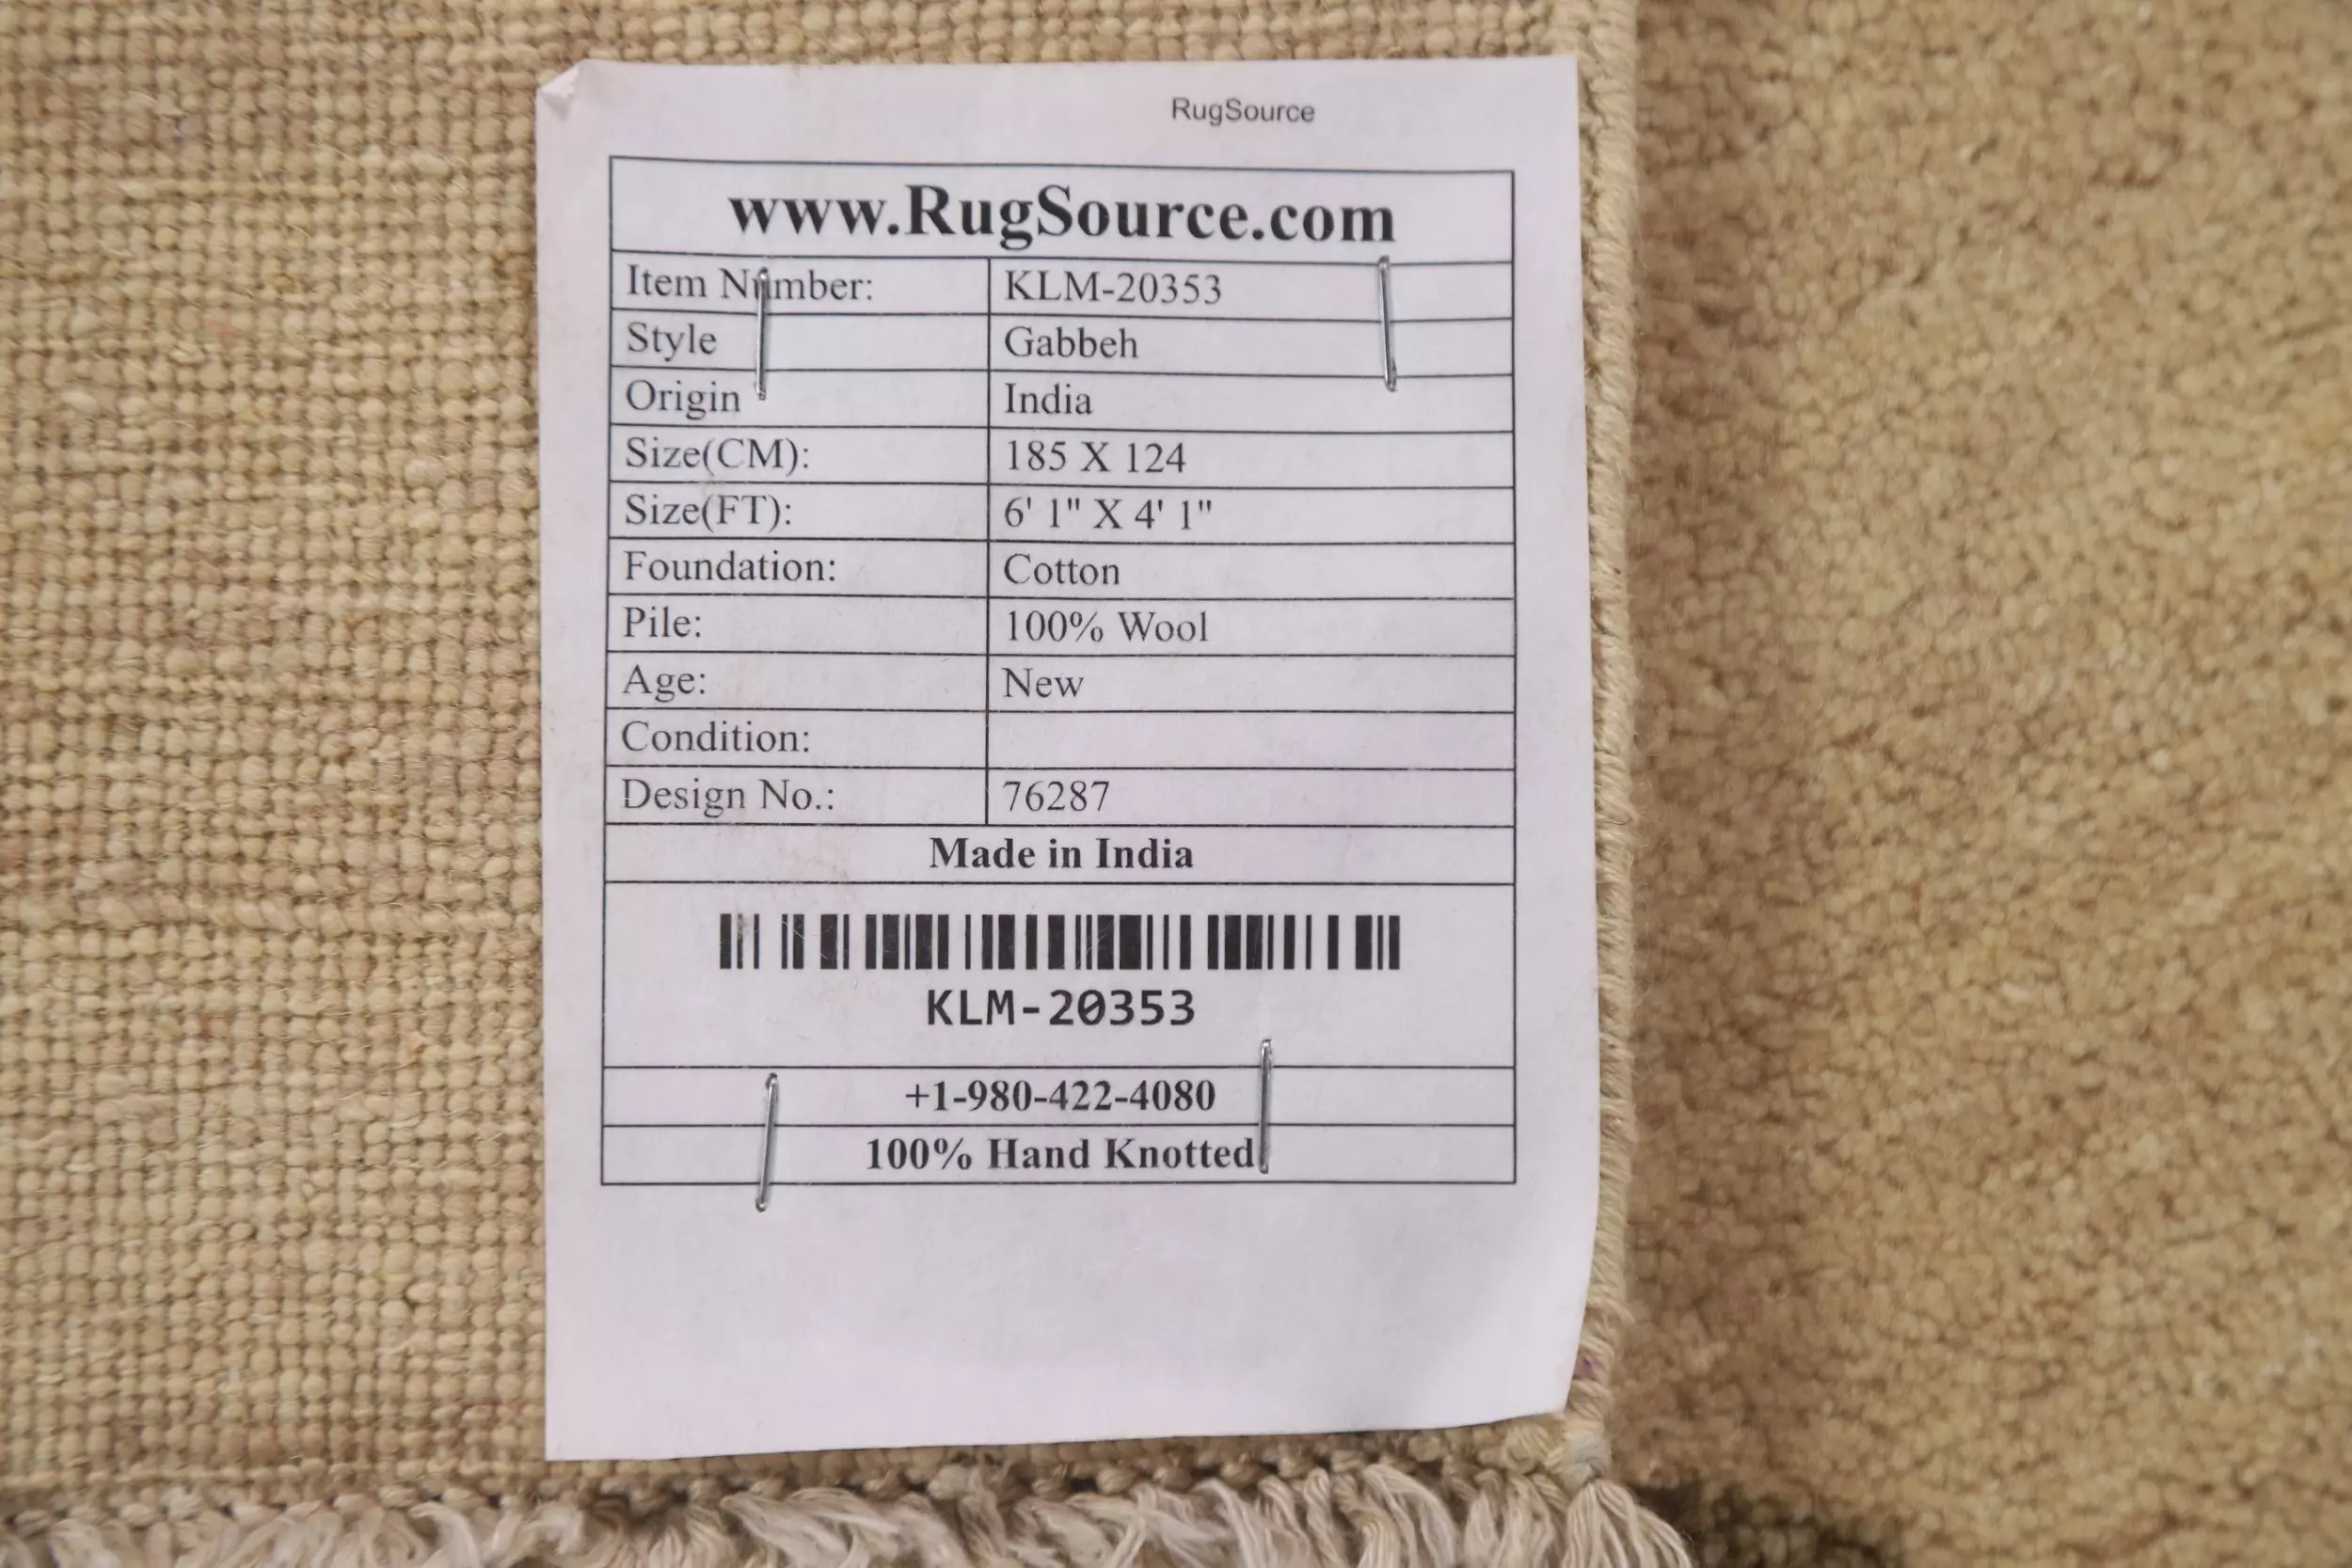 RugSource
www.RugSource.com
Item Number: KLM-20353
Style Gabbeh
Origin India
Size(CM): 185 X 124
Size(FT): 6' 1" X 4' 1"
Foundation: Cotton
Pile: 100% Wool
Age: New
Condition:
Design No.: 76287
Made in India
KLM-20353
+1-980-422-4080
100% Hand Knotted